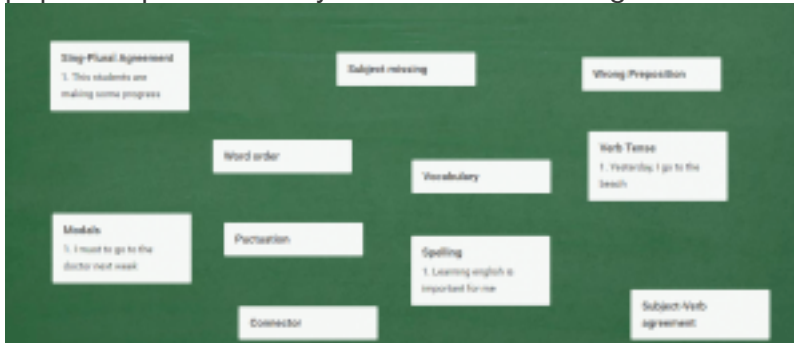 Sing-Plural Agreement
1. This students are
making some progress
Subject missing
Wrong Preposition
Word order
Vocabulary
Verb Tense
1. Yesterday, I go to the
beach
Modals
1. I must to go to the
doctor next week
Puctuation
Spelling
1. Learning english is
important for me
Connector
Subject-Verb
agreement